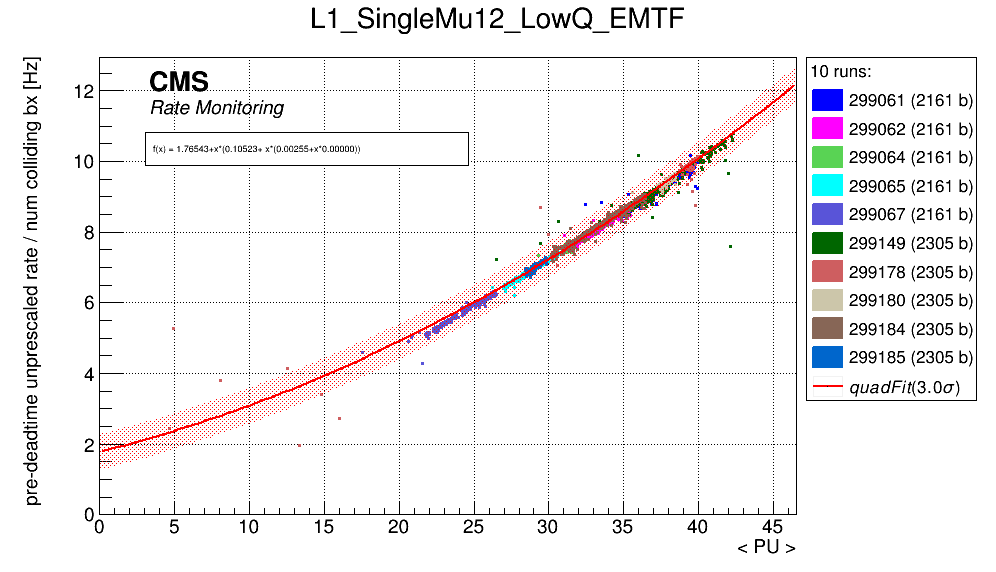 L1_SingleMu12_LowQ_EMTF
pre-deadtime unprescaled rate / num colliding bx [Hz]
CMS
Rate Monitoring
f(x) = 1.76543+x*(0.10523+ x*(0.00255+x*0.00000))
12
10
8
6
4
2
0
0 5 10 15 20 25 30 35 40 45
< PU >
10 runs:
299061 (2161 b)
299062 (2161 b)
299064 (2161 b)
299065 (2161 b)
299067 (2161 b)
299149 (2305 b)
299178 (2305 b)
299180 (2305 b)
299184 (2305 b)
299185 (2305 b)
quadFit(3.0σ)